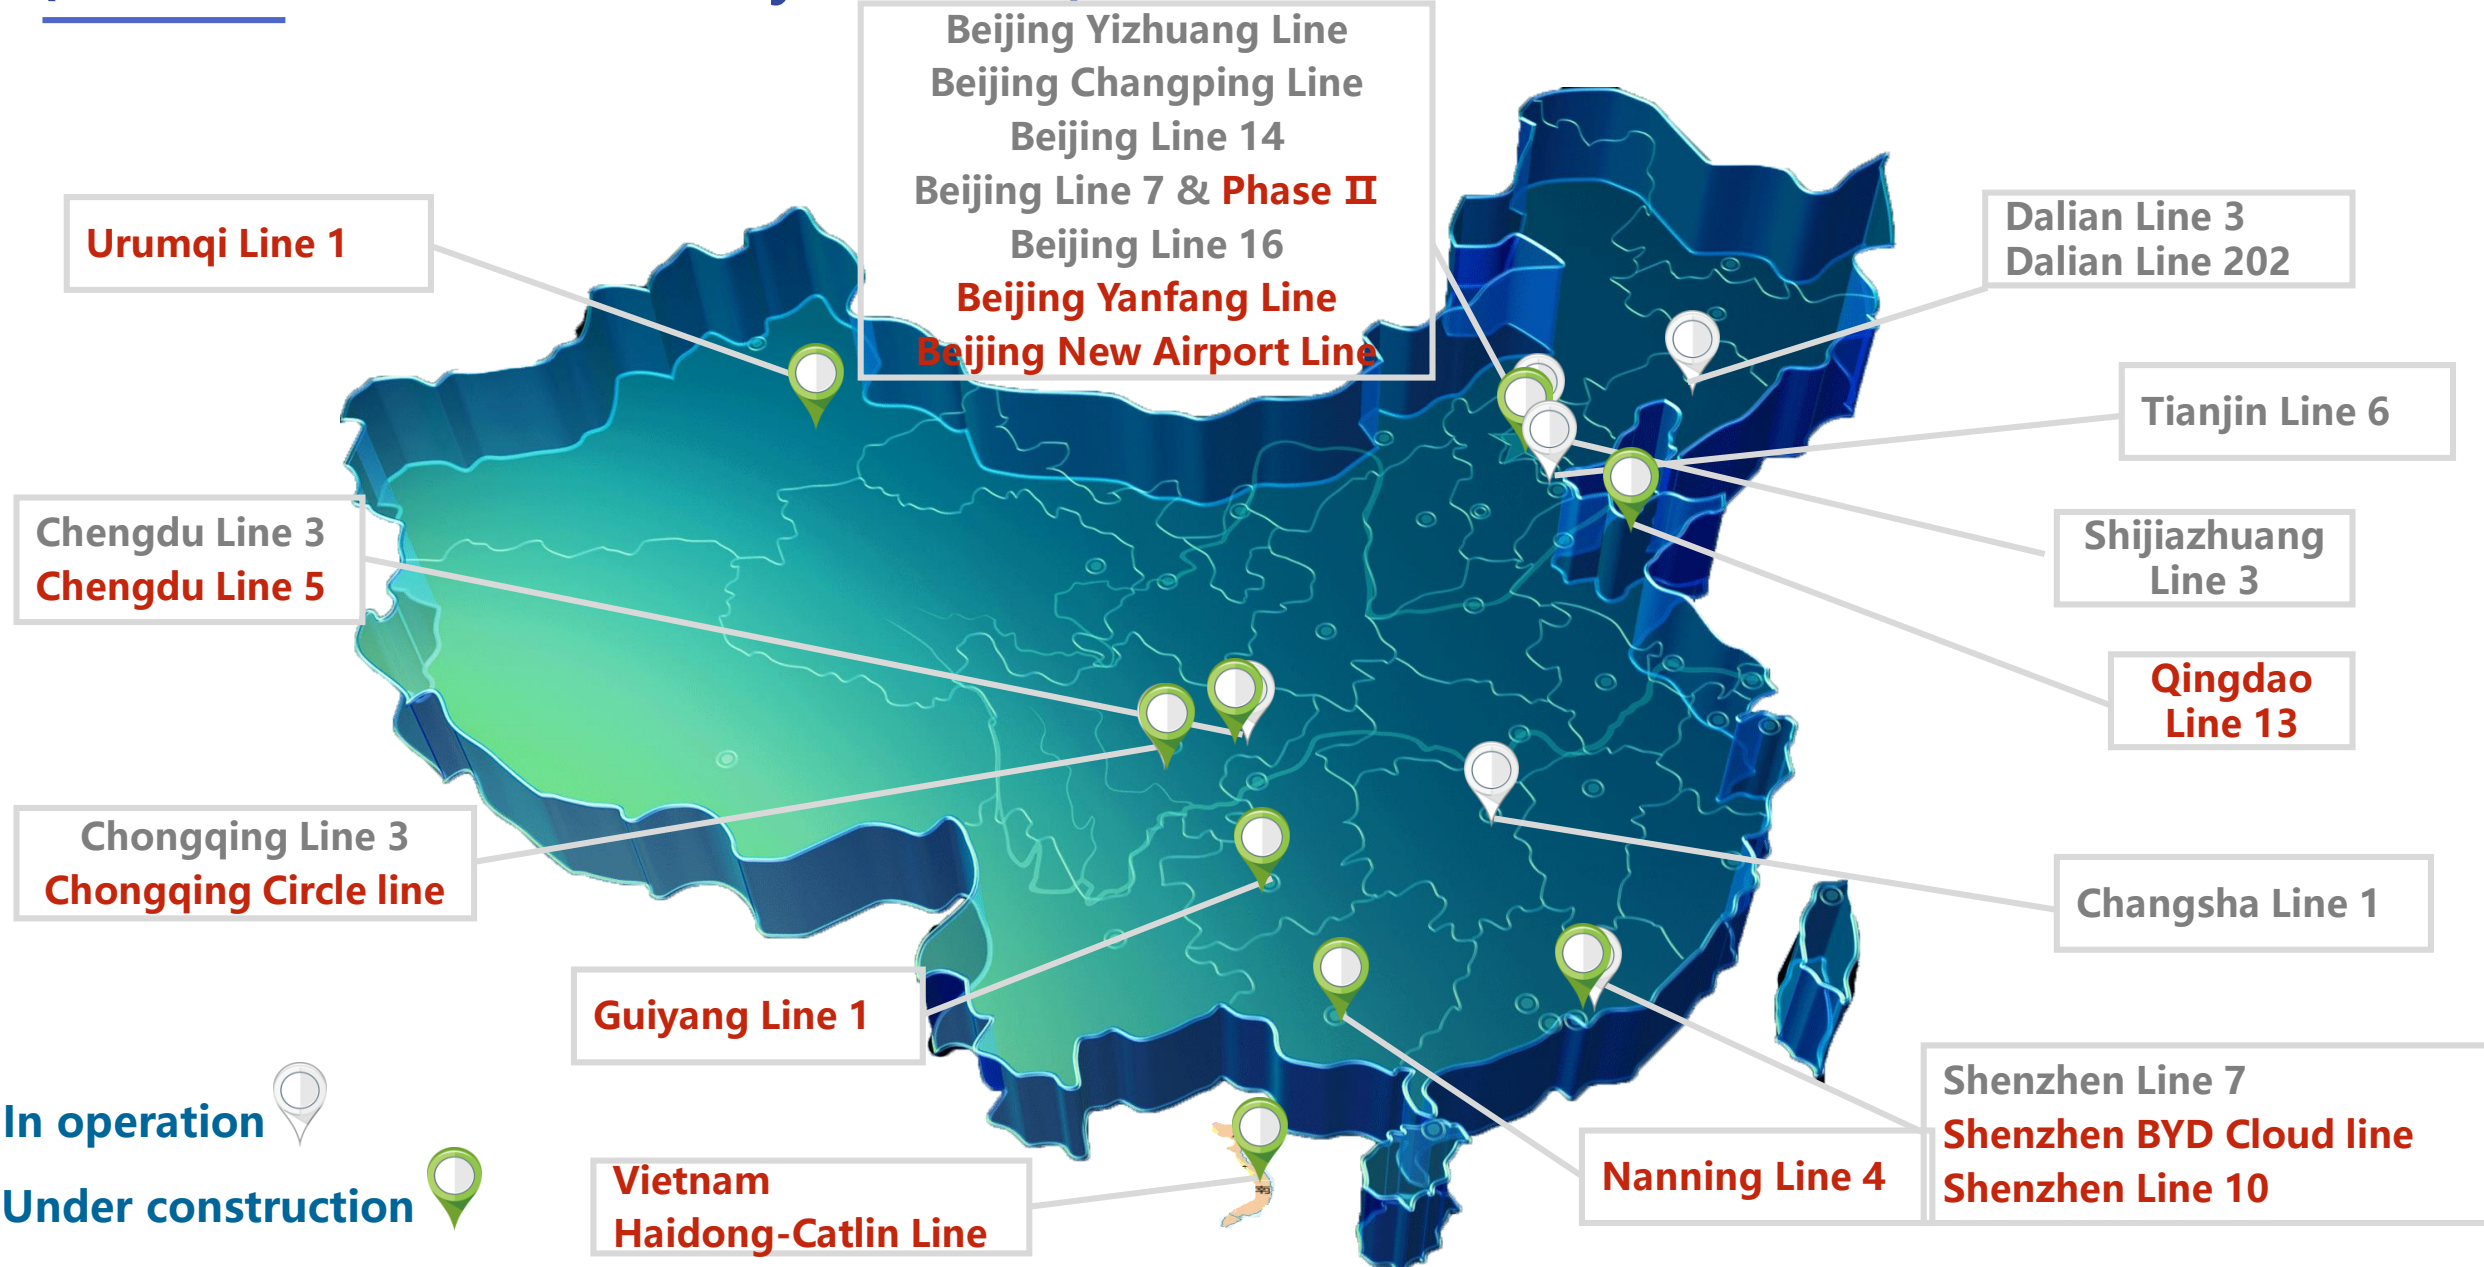 Beijing Yizhuang Line
Beijing Changping Line
Beijing Line 14
Beijing Line 7 & Phase Ⅱ
Beijing Line 16
Beijing Yanfang Line
Beijing New Airport Line
Urumqi Line 1
Dalian Line 3
Dalian Line 202
Tianjin Line 6
Chengdu Line 3
Chengdu Line 5
Shijiazhuang
Line 3
Qingdao
Line 13
Chongqing Line 3
Chongqing Circle line
Changsha Line 1
Guiyang Line 1
In operation
Under construction
Vietnam
Haidong-Catlin Line
Nanning Line 4
Shenzhen Line 7
Shenzhen BYD Cloud line
Shenzhen Line 10